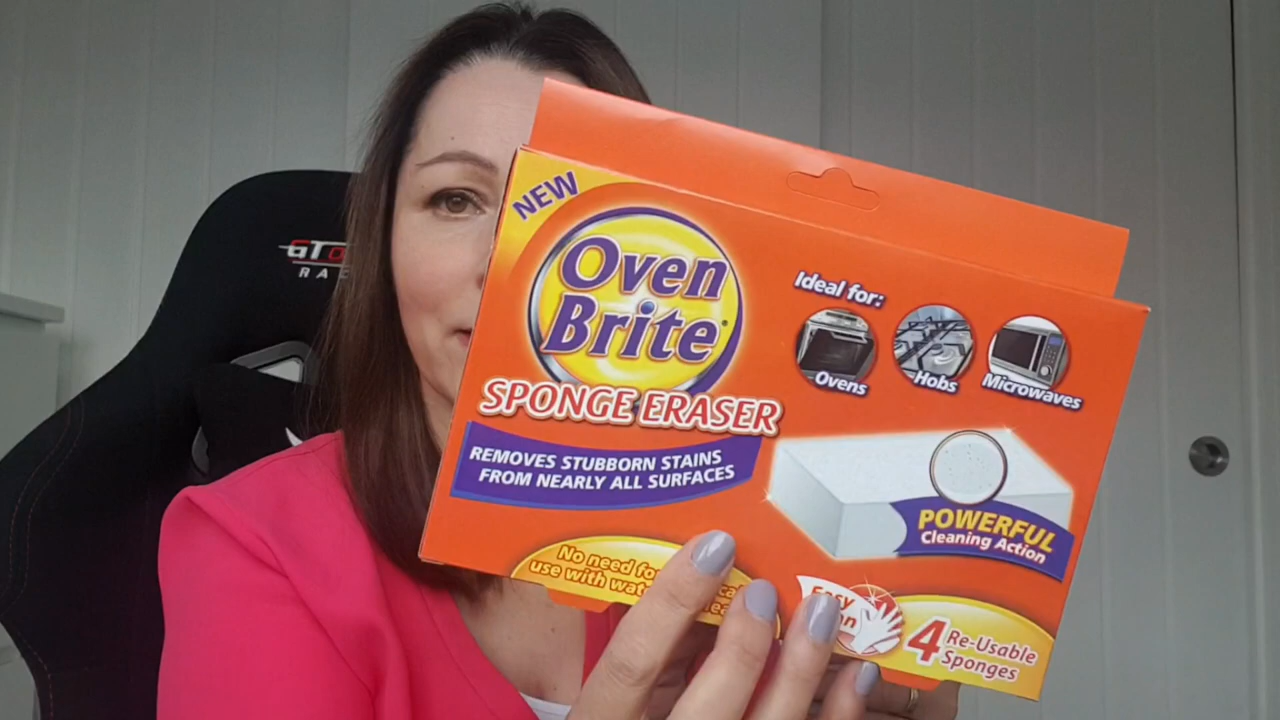 GT
RAC
NEW
Oven
Brite
SPONGE ERASER
REMOVES STUBBORN STAINS
FROM NEARLY ALL SURFACES
Ideal for:
Ovens
Hobs
Microwaves
POWERFUL
Cleaning Action
No need fo
use with wat
Easy
4 Re-Usable
Sponges